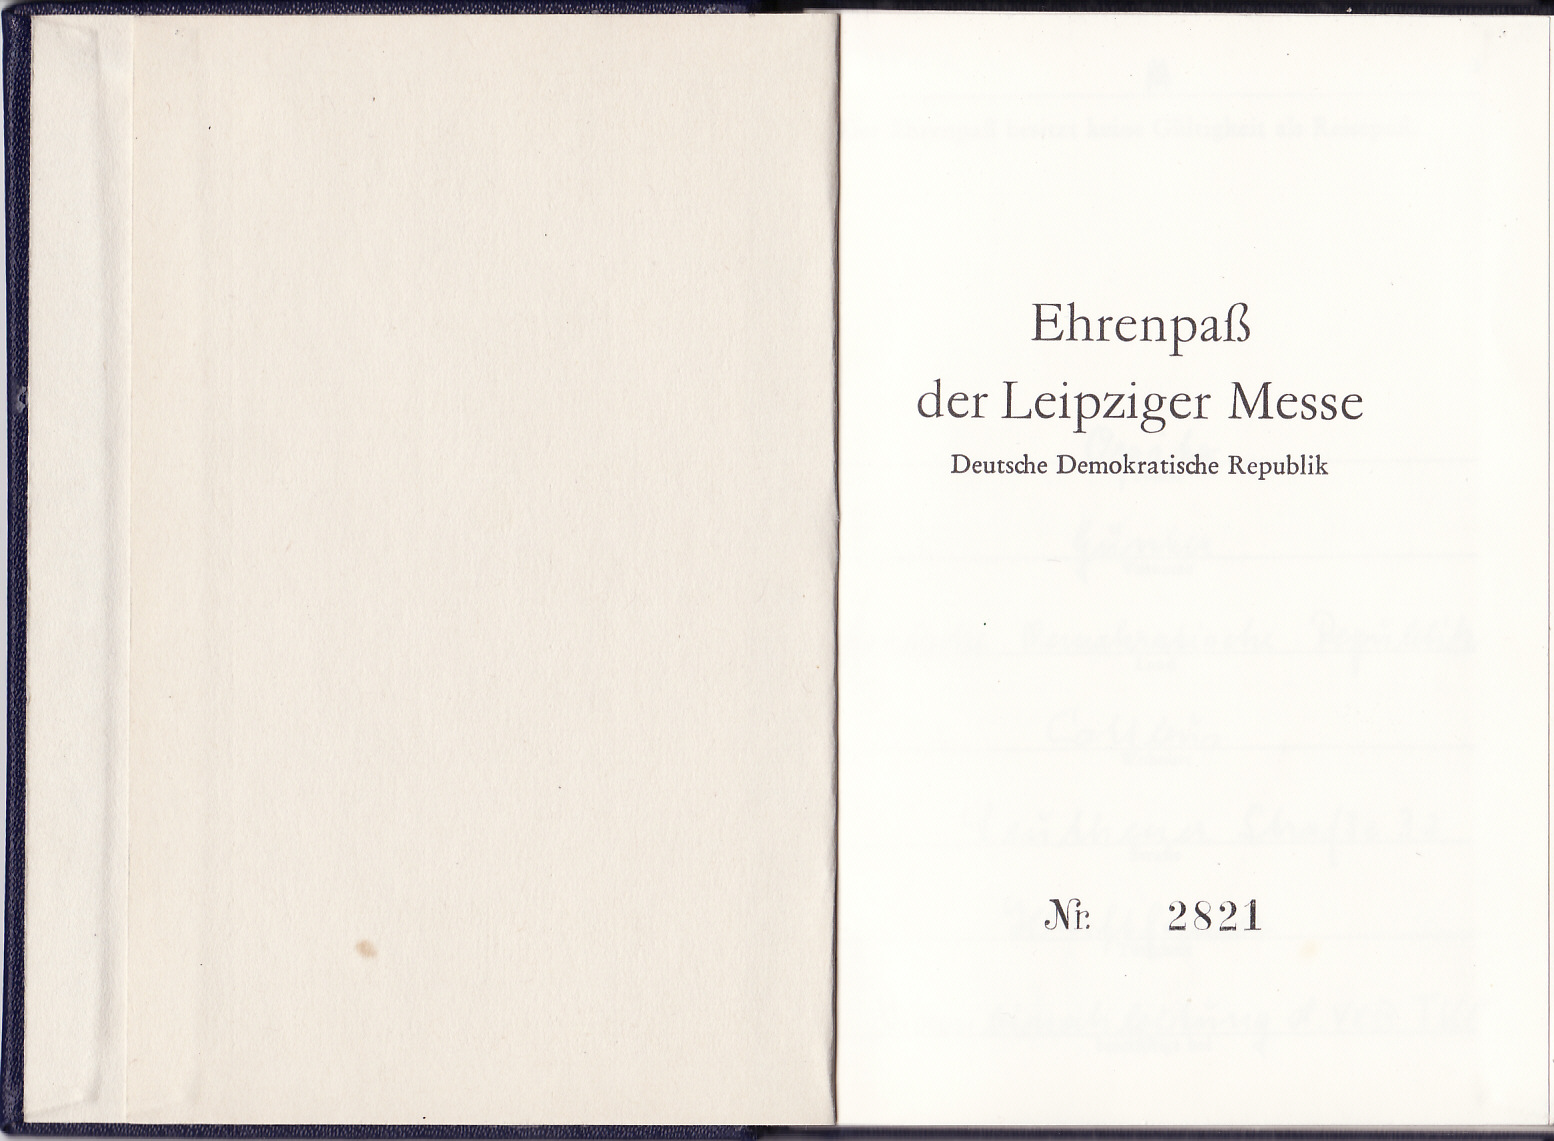 Ehrenpaß
der Leipziger Messe
Deutsche Demokratische Republik
Nr. 2821